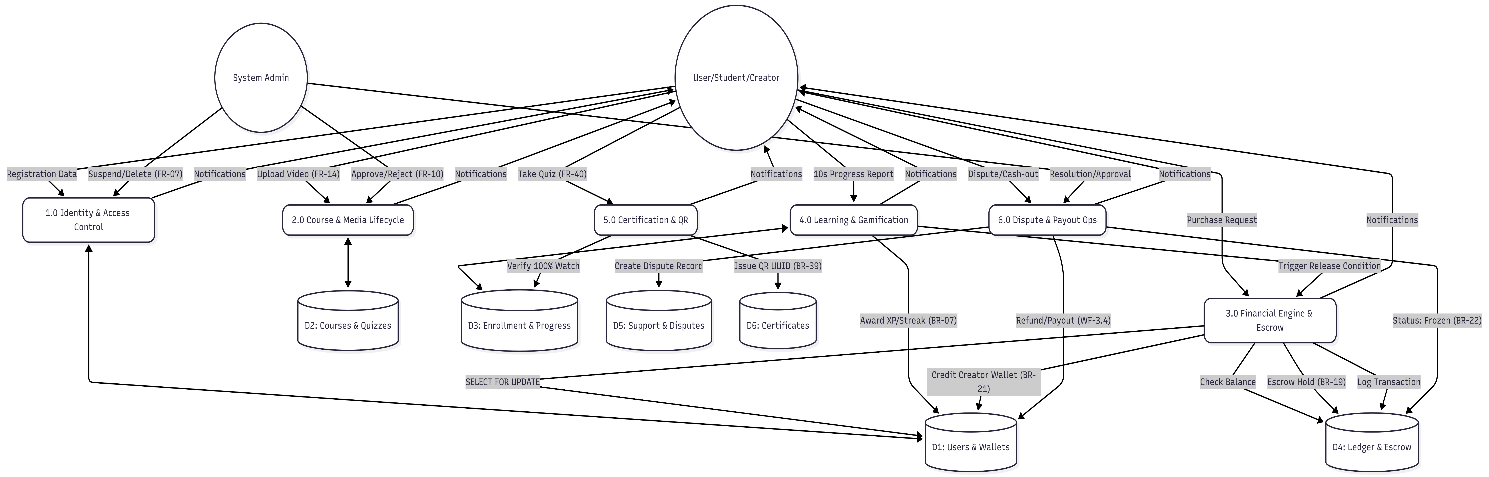 System Admin
User/Student/Creator
Registration Data
Suspend/Delete (FR-07)
Notifications
Upload Video (FR-14)
Approve/Reject (FR-10)
Notifications
Take Quiz (FR-40)
Notifications
10s Progress Report
Notifications
Dispute/Cash-out
Resolution/Approval
Notifications
1.0 Identity & Access
Control
2.0 Course & Media Lifecycle
5.0 Certification & QR
4.0 Learning & Gamification
6.0 Dispute & Payout Ops
Purchase Request
Notifications
Verify 100% Watch
Create Dispute Record
Issue QR UUID (BR-39)
Trigger Release Condition
D2: Courses & Quizzes
D3: Enrollment & Progress
D5: Support & Disputes
D6: Certificates
Award XP/Streak (BR-07)
Refund/Payout (WF-3.4)
3.0 Financial Engine &
Escrow
Status: Frozen (BR-22)
SELECT FOR UPDATE
Credit Creator Wallet (BR-
21)
Check Balance
Escrow Hold (BR-19)
Log Transaction
D1: Users & Wallets
D4: Ledger & Escrow